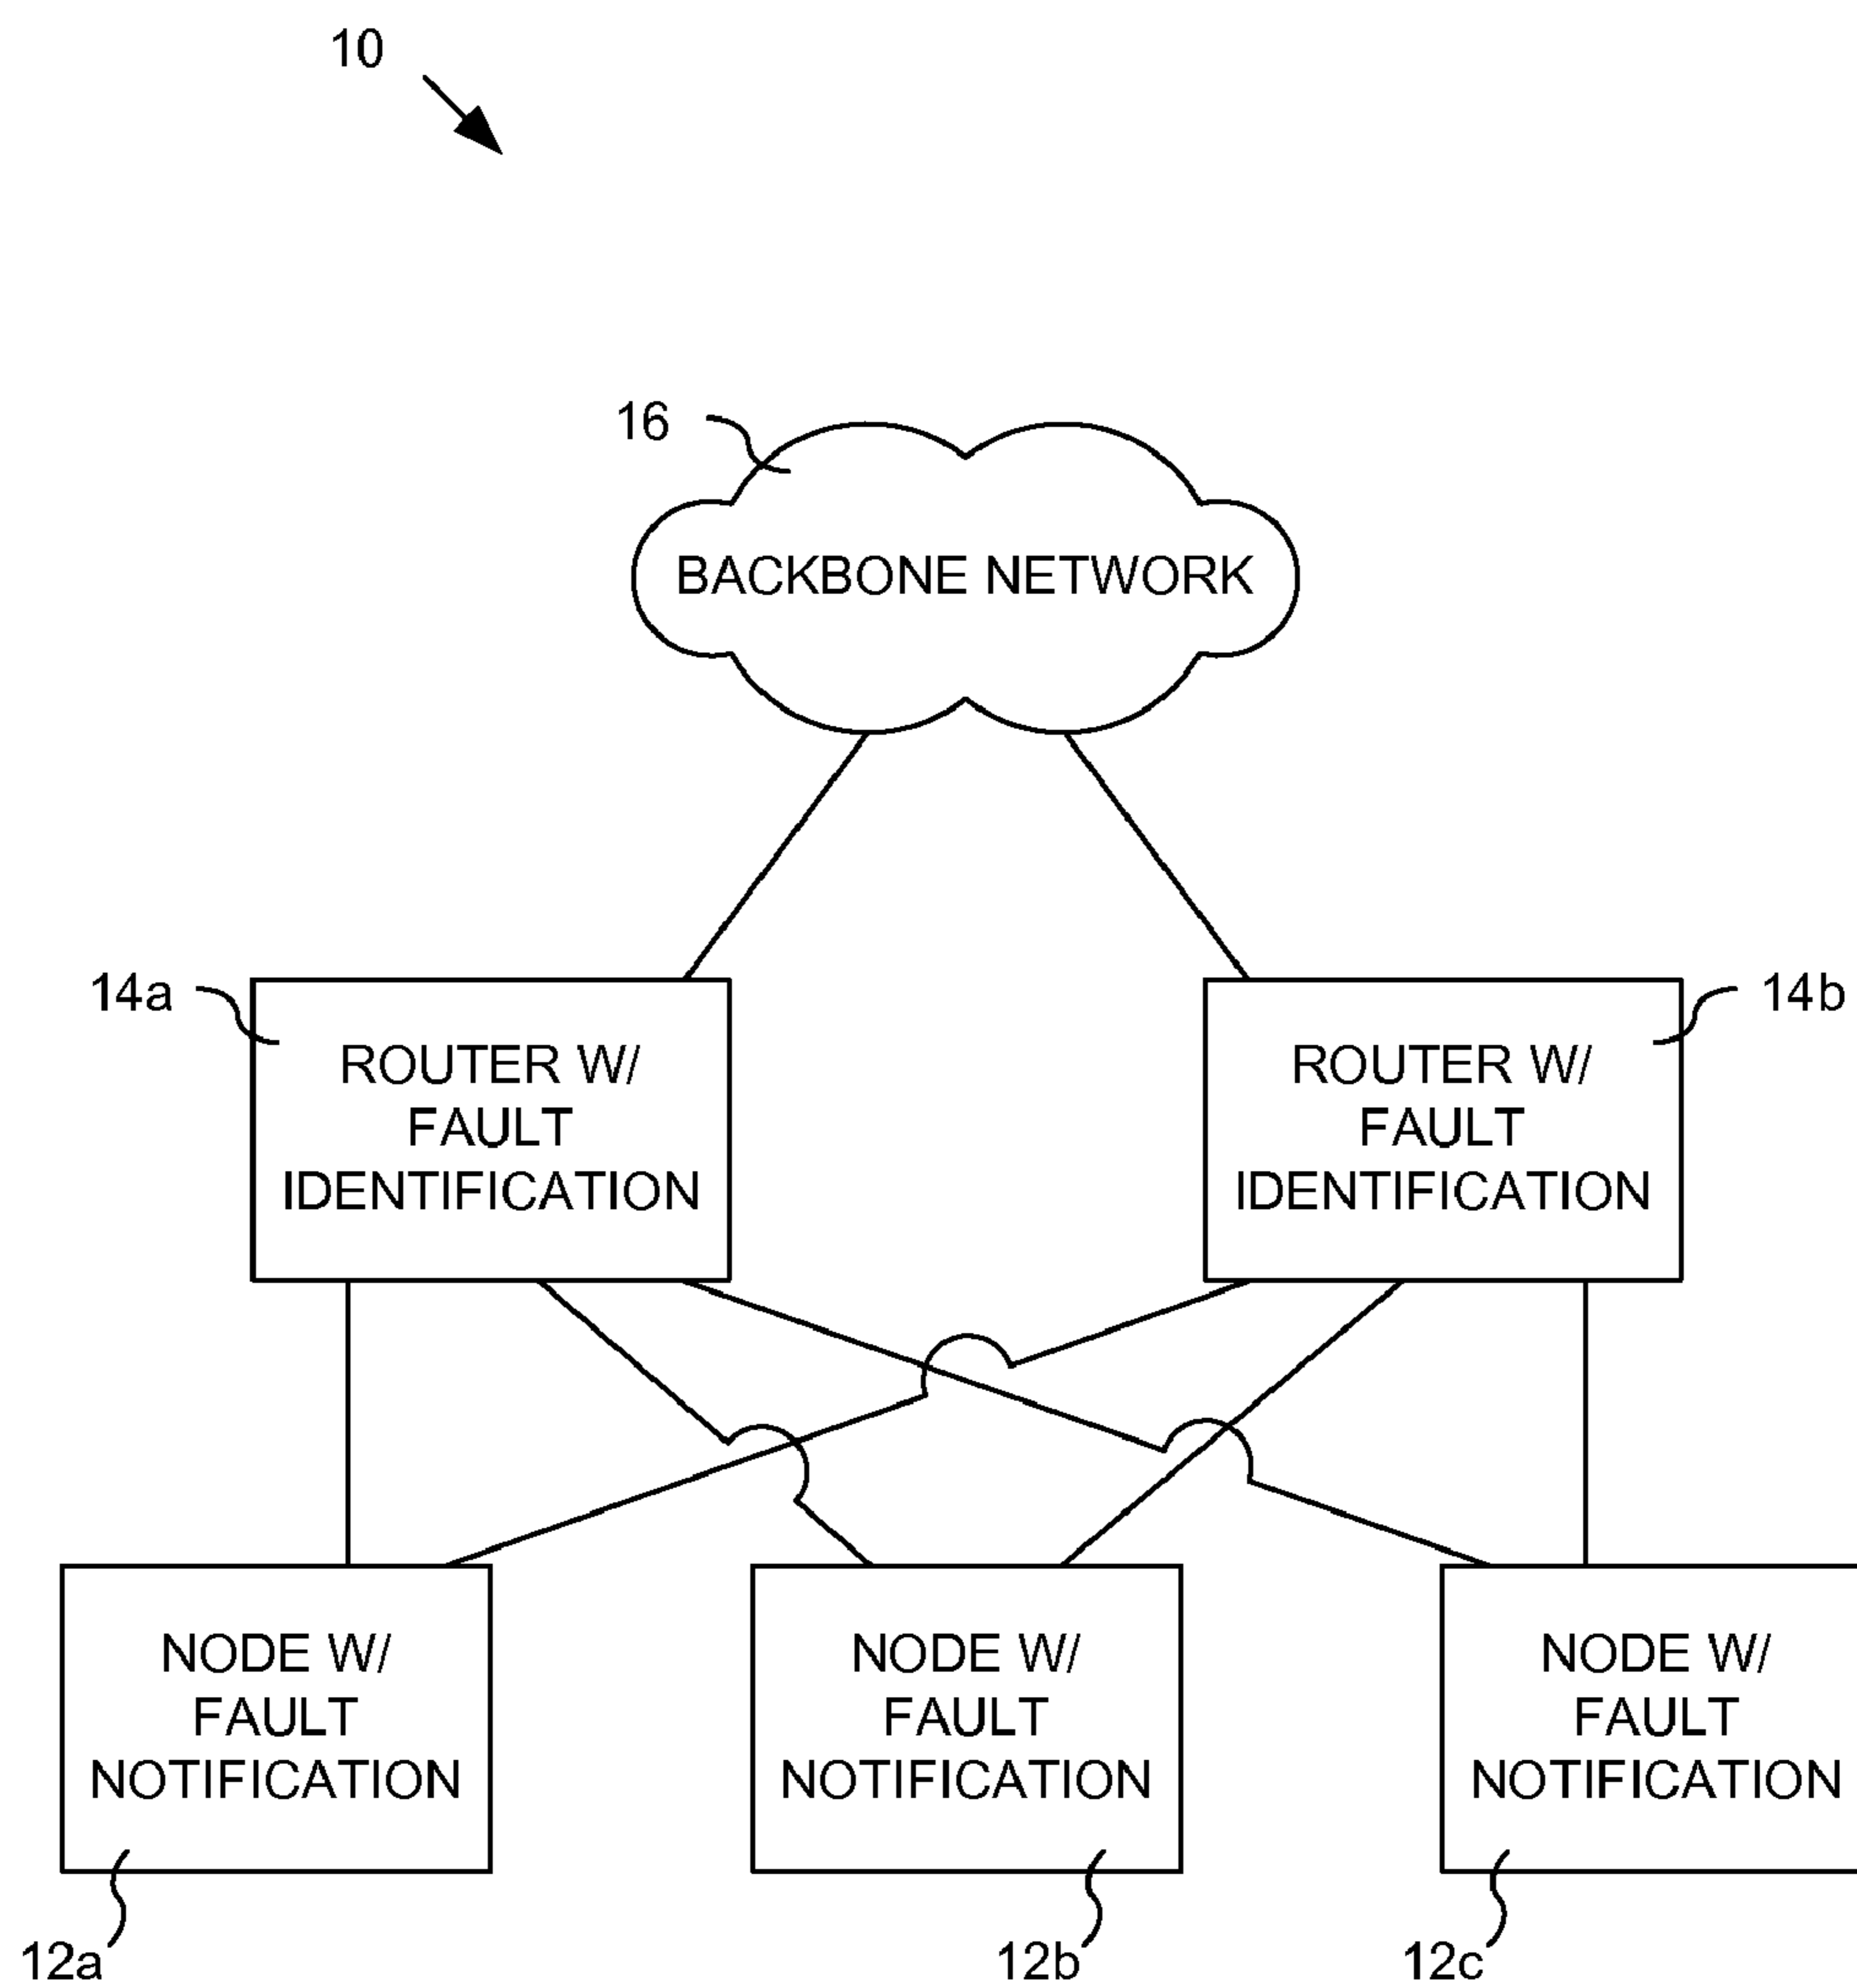 10
16
BACKBONE NETWORK
14a
14b
ROUTER W/
FAULT
IDENTIFICATION
ROUTER W/
FAULT
IDENTIFICATION
NODE W/
FAULT
NOTIFICATION
NODE W/
FAULT
NOTIFICATION
NODE W/
FAULT
NOTIFICATION
12a
12b
12c